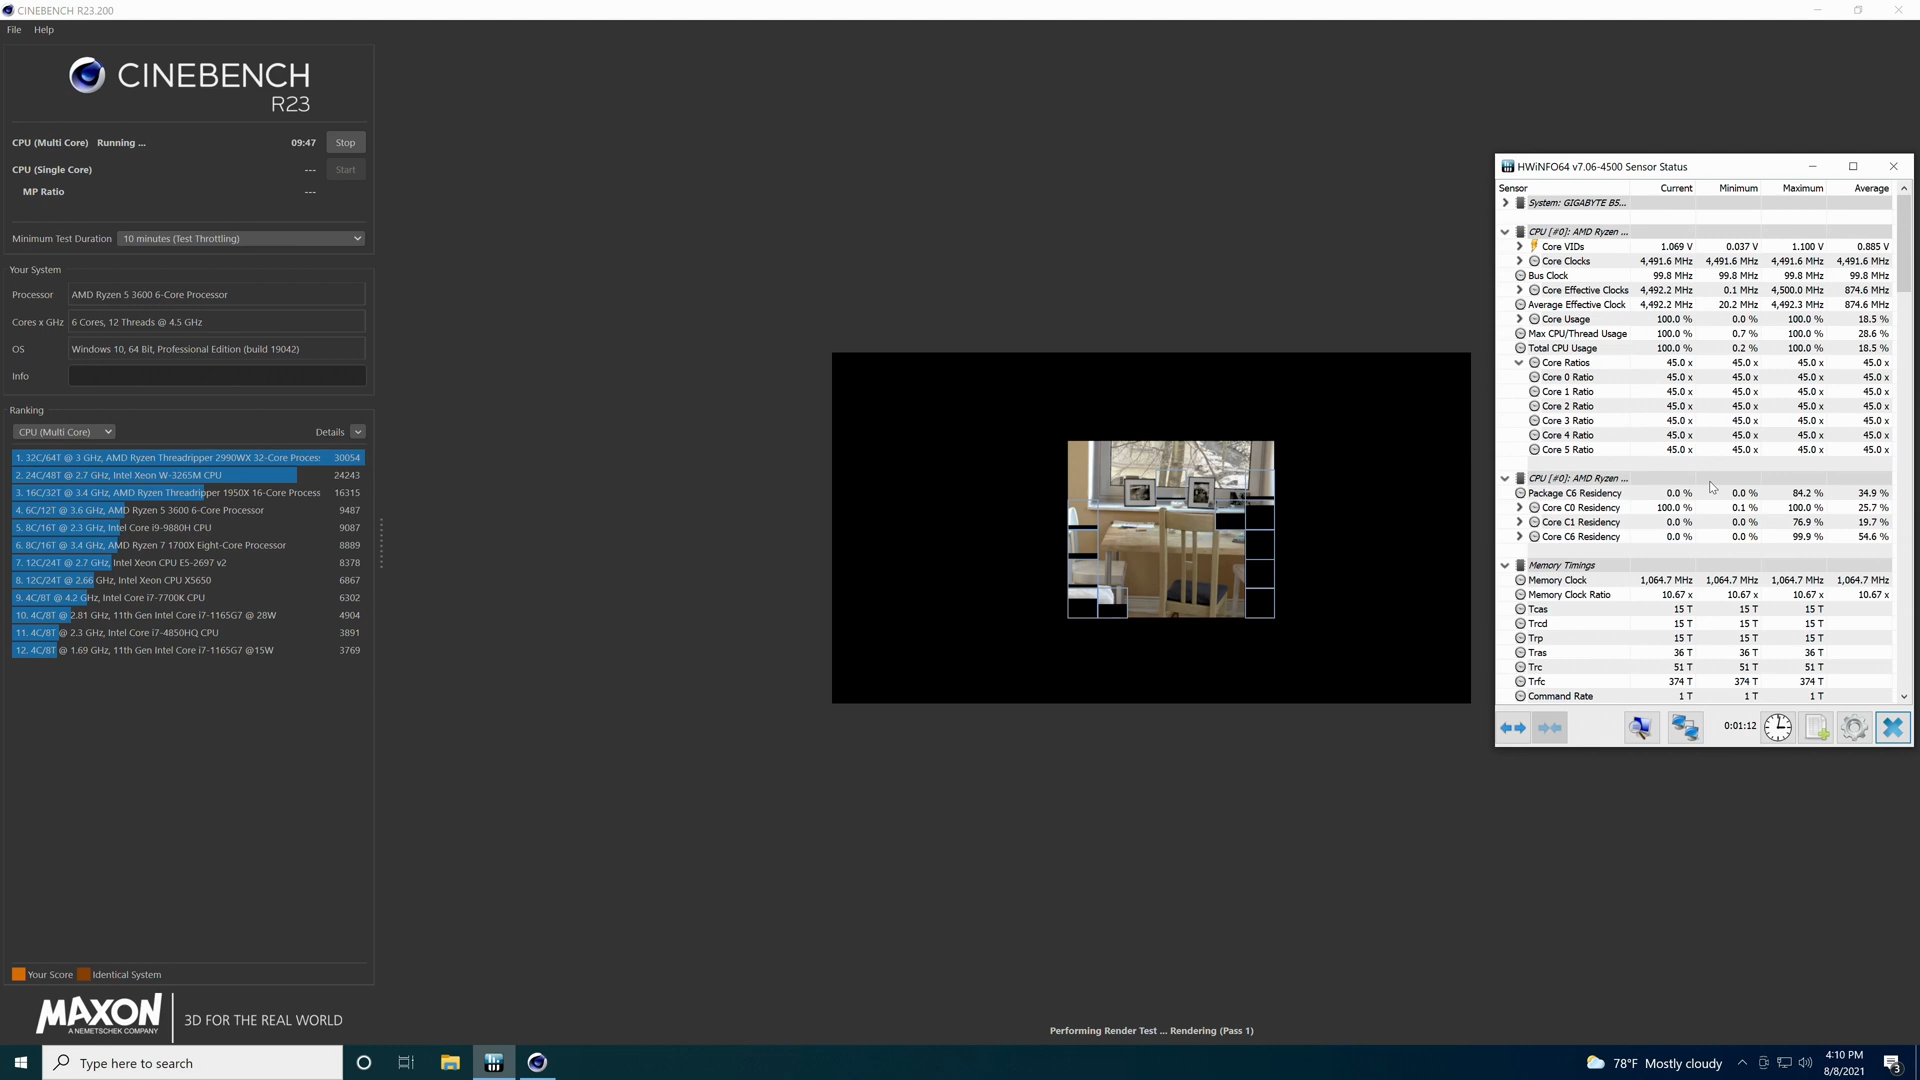 CINEBENCH R23.200
File Help
CINEBENCH
R23
CPU (Multi Core) Running ... 09:47 Stop
CPU (Single Core) --- Start
MP Ratio ---
Minimum Test Duration 10 minutes (Test Throttling)
Your System
Processor AMD Ryzen 5 3600 6-Core Processor
Cores x GHz 6 Cores, 12 Threads @ 4.5 GHz
OS Windows 10, 64 Bit, Professional Edition (build 19042)
Info
Ranking
CPU (Multi Core) Details
1. 32C/64T @ 3 GHz, AMD Ryzen Threadripper 2990WX 32-Core Proces: 30054
2. 24C/48T @ 2.7 GHz, Intel Xeon W-3265M CPU 24243
3. 16C/32T @ 3.4 GHz, AMD Ryzen Threadripper 1950X 16-Core Process 16315
4. 6C/12T @ 3.6 GHz, AMD Ryzen 5 3600 6-Core Processor 9487
5. 8C/16T @ 2.3 GHz, Intel Core i9-9880H CPU 9087
6. 8C/16T @ 3.4 GHz, AMD Ryzen 7 1700X Eight-Core Processor 8889
7. 12C/24T @ 2.7 GHz, Intel Xeon CPU E5-2697 v2 8378
8. 12C/24T @ 2.66 GHz, Intel Xeon CPU X5650 6867
9. 4C/8T @ 4.2 GHz, Intel Core i7-7700K CPU 6302
10. 4C/8T @ 2.81 GHz, 11th Gen Intel Core i7-1165G7 @ 28W 4904
11. 4C/8T @ 2.3 GHz, Intel Core i7-4850HQ CPU 3891
12. 4C/8T @ 1.69 GHz, 11th Gen Intel Core i7-1165G7 @15W 3769
Your Score Identical System
MAXON
A NEMETSCHEK COMPANY
3D FOR THE REAL WORLD
Performing Render Test ... Rendering (Pass 1)
HWiNFO64 v7.06-4500 Sensor Status
Sensor Current Minimum Maximum Average
System: GIGABYTE B5...
CPU [#0]: AMD Ryzen ...
Core VIDs 1.069 V 0.037 V 1.100 V 0.885 V
Core Clocks 4,491.6 MHz 4,491.6 MHz 4,491.6 MHz 4,491.6 MHz
Bus Clock 99.8 MHz 99.8 MHz 99.8 MHz 99.8 MHz
Core Effective Clocks 4,492.2 MHz 0.1 MHz 4,500.0 MHz 874.6 MHz
Average Effective Clock 4,492.2 MHz 20.2 MHz 4,492.3 MHz 874.6 MHz
Core Usage 100.0 % 0.0 % 100.0 % 18.5 %
Max CPU/Thread Usage 100.0 % 0.7 % 100.0 % 28.6 %
Total CPU Usage 100.0 % 0.2 % 100.0 % 18.5 %
Core Ratios 45.0 x 45.0 x 45.0 x 45.0 x
Core 0 Ratio 45.0 x 45.0 x 45.0 x 45.0 x
Core 1 Ratio 45.0 x 45.0 x 45.0 x 45.0 x
Core 2 Ratio 45.0 x 45.0 x 45.0 x 45.0 x
Core 3 Ratio 45.0 x 45.0 x 45.0 x 45.0 x
Core 4 Ratio 45.0 x 45.0 x 45.0 x 45.0 x
Core 5 Ratio 45.0 x 45.0 x 45.0 x 45.0 x
CPU [#0]: AMD Ryzen ...
Package C6 Residency 0.0 % 0.0 % 84.2 % 34.9 %
Core C0 Residency 100.0 % 0.1 % 100.0 % 25.7 %
Core C1 Residency 0.0 % 0.0 % 76.9 % 19.7 %
Core C6 Residency 0.0 % 0.0 % 99.9 % 54.6 %
Memory Timings
Memory Clock 1,064.7 MHz 1,064.7 MHz 1,064.7 MHz 1,064.7 MHz
Memory Clock Ratio 10.67 x 10.67 x 10.67 x 10.67 x
Tcas 15 T 15 T 15 T
Trcd 15 T 15 T 15 T
Trp 15 T 15 T 15 T
Tras 36 T 36 T 36 T
Trc 51 T 51 T 51 T
Trfc 374 T 374 T 374 T
Command Rate 1 T 1 T 1 T
0:01:12
Type here to search
78°F Mostly cloudy
4:10 PM
8/8/2021
3